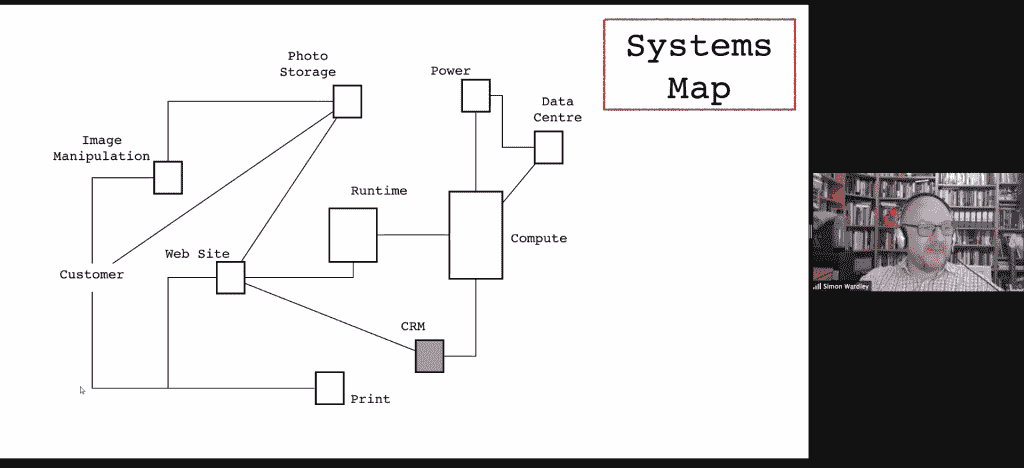 Systems
Map
Photo
Storage
Power
Data
Centre
Image
Manipulation
Runtime
Compute
Web Site
Customer
CRM
Print
Simon Wardley